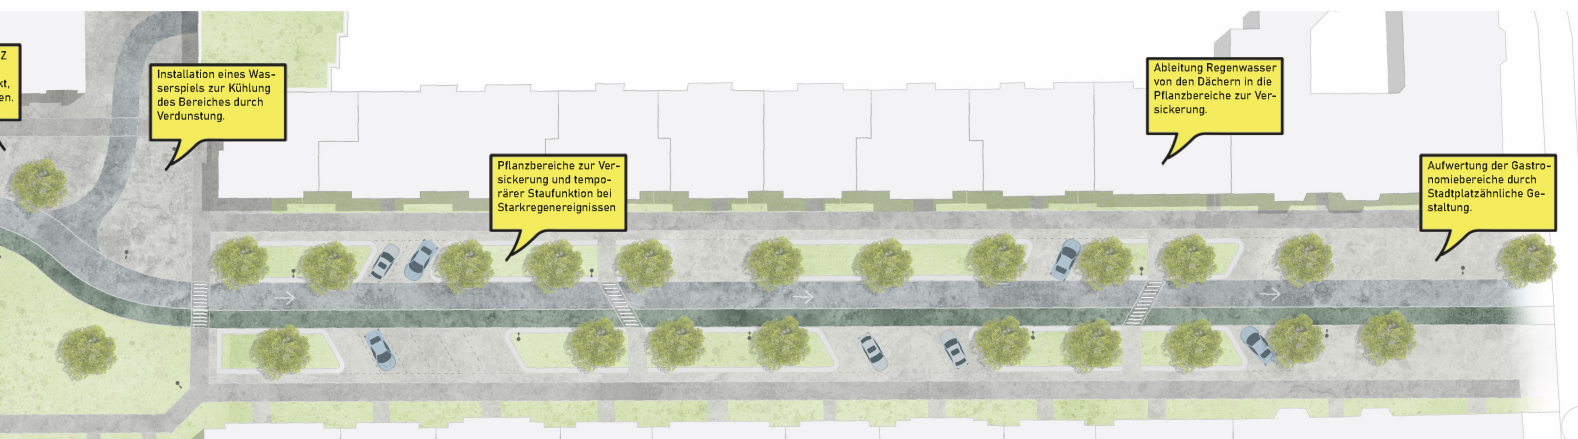 Z
kt,
en.
Installation eines Was-
serspiels zur Kühlung
des Bereiches durch
Verdunstung.
Pflanzbereiche zur Ver-
sickerung und tempo-
rärer Staufunktion bei
Starkregenereignissen
Ableitung Regenwasser
von den Dächern in die
Pflanzbereiche zur Ver-
sickerung.
Aufwertung der Gastro-
nomiebereiche durch
Stadtplatzähnliche Ge-
staltung.